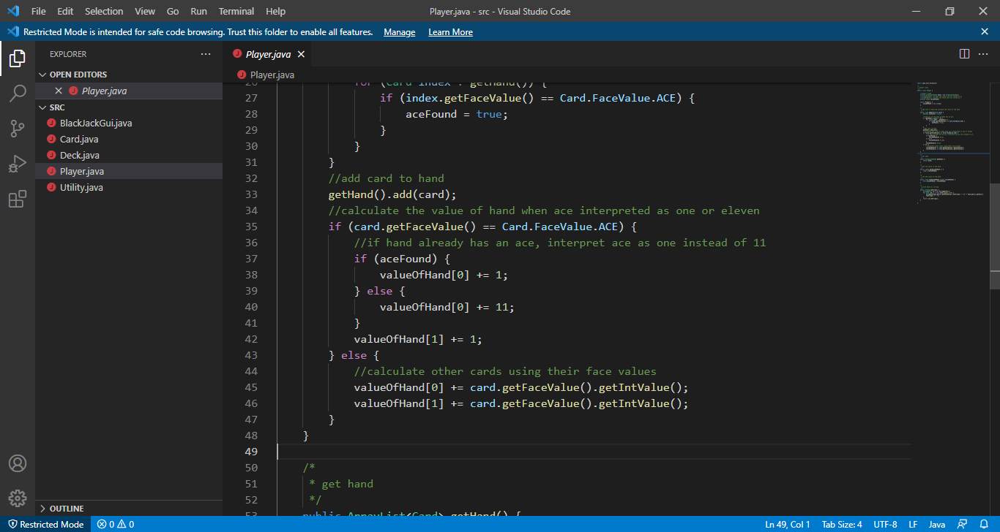 File Edit Selection View Go Run Terminal Help
Player.java - src - Visual Studio Code
Restricted Mode is intended for safe code browsing. Trust this folder to enable all features. Manage Learn More
EXPLORER
OPEN EDITORS
Player.java
SRC
BlackJackGui.java
Card.java
Deck.java
Player.java
Utility.java
OUTLINE
Player.java
Player.java
26 for (Card index : getHand()) {
27 if (index.getFaceValue() == Card.FaceValue.ACE) {
28 aceFound = true;
29 }
30 }
31 }
32 //add card to hand
33 getHand().add(card);
34 //calculate the value of hand when ace interpreted as one or eleven
35 if (card.getFaceValue() == Card.FaceValue.ACE) {
36 //if hand already has an ace, interpret ace as one instead of 11
37 if (aceFound) {
38 valueOfHand[0] += 1;
39 } else {
40 valueOfHand[0] += 11;
41 }
42 valueOfHand[1] += 1;
43 } else {
44 //calculate other cards using their face values
45 valueOfHand[0] += card.getFaceValue().getIntValue();
46 valueOfHand[1] += card.getFaceValue().getIntValue();
47 }
48 }
49
50 /*
51 * get hand
52 */
53 public ArrayList<Card> getHand() {
Restricted Mode 0 0 Ln 49, Col 1 Tab Size: 4 UTF-8 LF Java